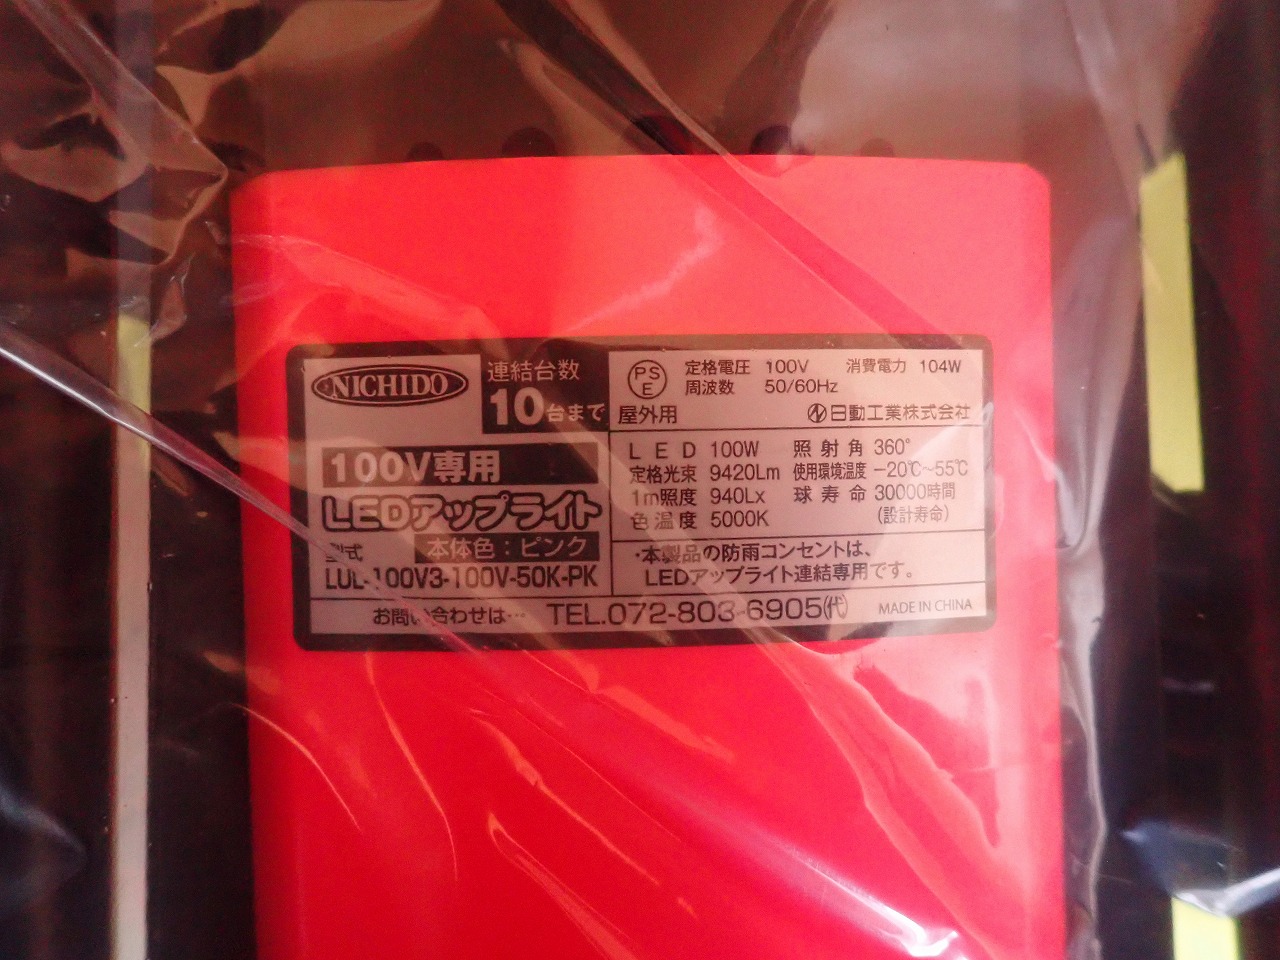 NICHIDO
連結台数
10台まで
100V専用
LEDアップライト
本体色：ピンク
型式
LUL-100V3-100V-50K-PK
PS
E
定格電圧 100V 消費電力 104W
周波数 50/60Hz
屋外用 日動工業株式会社
LED 100W 照射角 360°
定格光束 9420Lm 使用環境温度 −20℃〜55℃
1m照度 940Lx 球寿命 30000時間
色温度 5000K (設計寿命)
・本製品の防雨コンセントは、
LEDアップライト連結専用です。
お問い合わせは… TEL.072-803-6905㈹ MADE IN CHINA